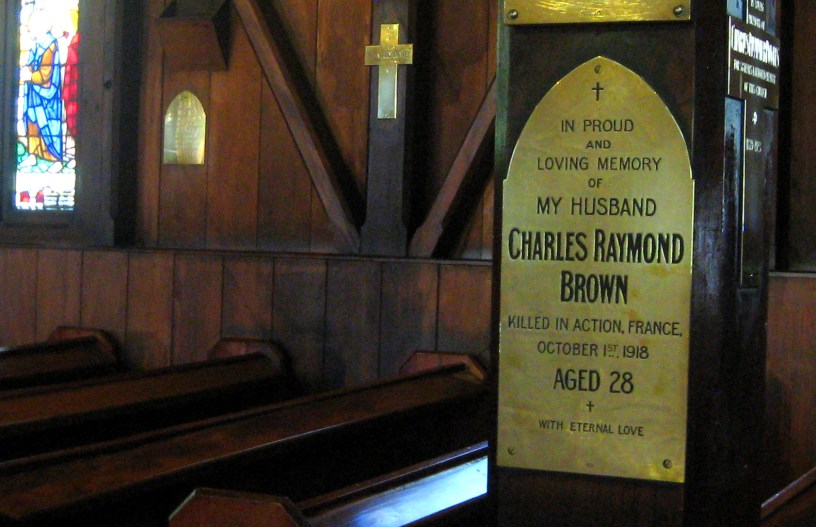 IN PROUD
AND
LOVING MEMORY
OF
MY HUSBAND
CHARLES RAYMOND
BROWN
KILLED IN ACTION, FRANCE,
OCTOBER 1ST 1918
AGED 28
WITH ETERNAL LOVE